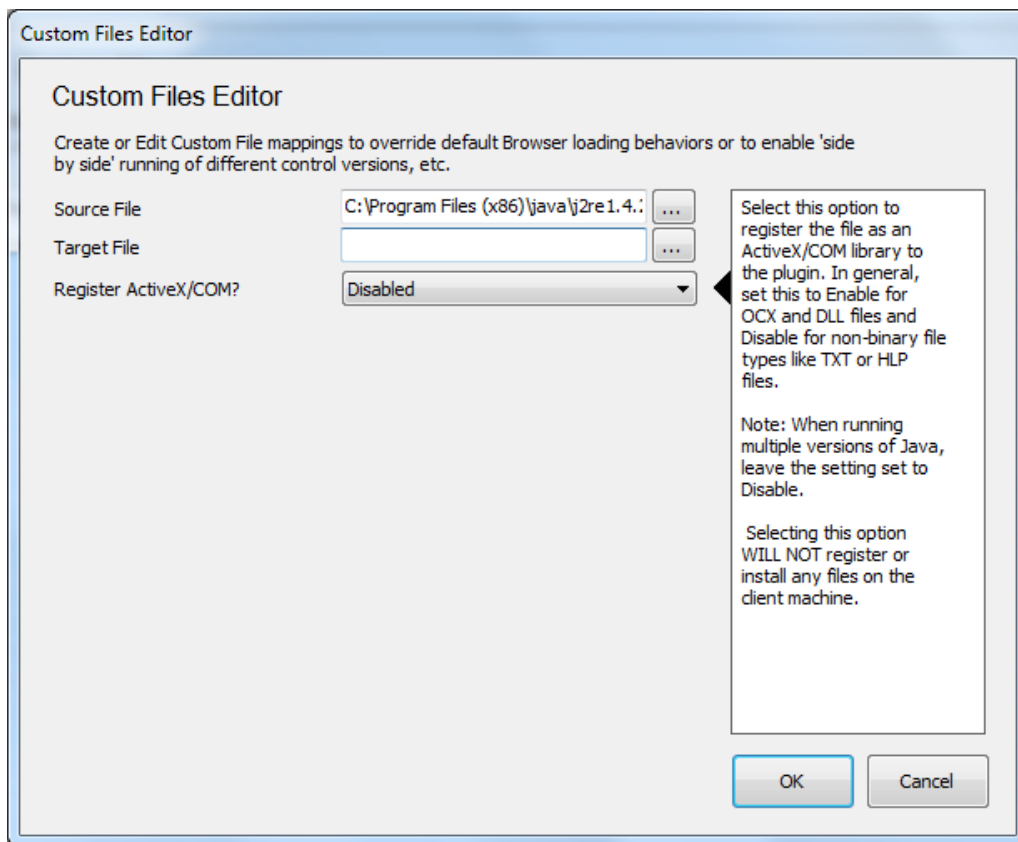 Custom Files Editor
Custom Files Editor
Create or Edit Custom File mappings to override default Browser loading behaviors or to enable 'side
by side' running of different control versions, etc.
Source File
C:\Program Files (x86)\java\j2re1.4.2
...
Target File
...
Register ActiveX/COM?
Disabled
Select this option to
register the file as an
ActiveX/COM library to
the plugin. In general,
set this to Enable for
OCX and DLL files and
Disable for non-binary file
types like TXT or HLP
files.
Note: When running
multiple versions of Java,
leave the setting set to
Disable.
Selecting this option
WILL NOT register or
install any files on the
client machine.
OK
Cancel